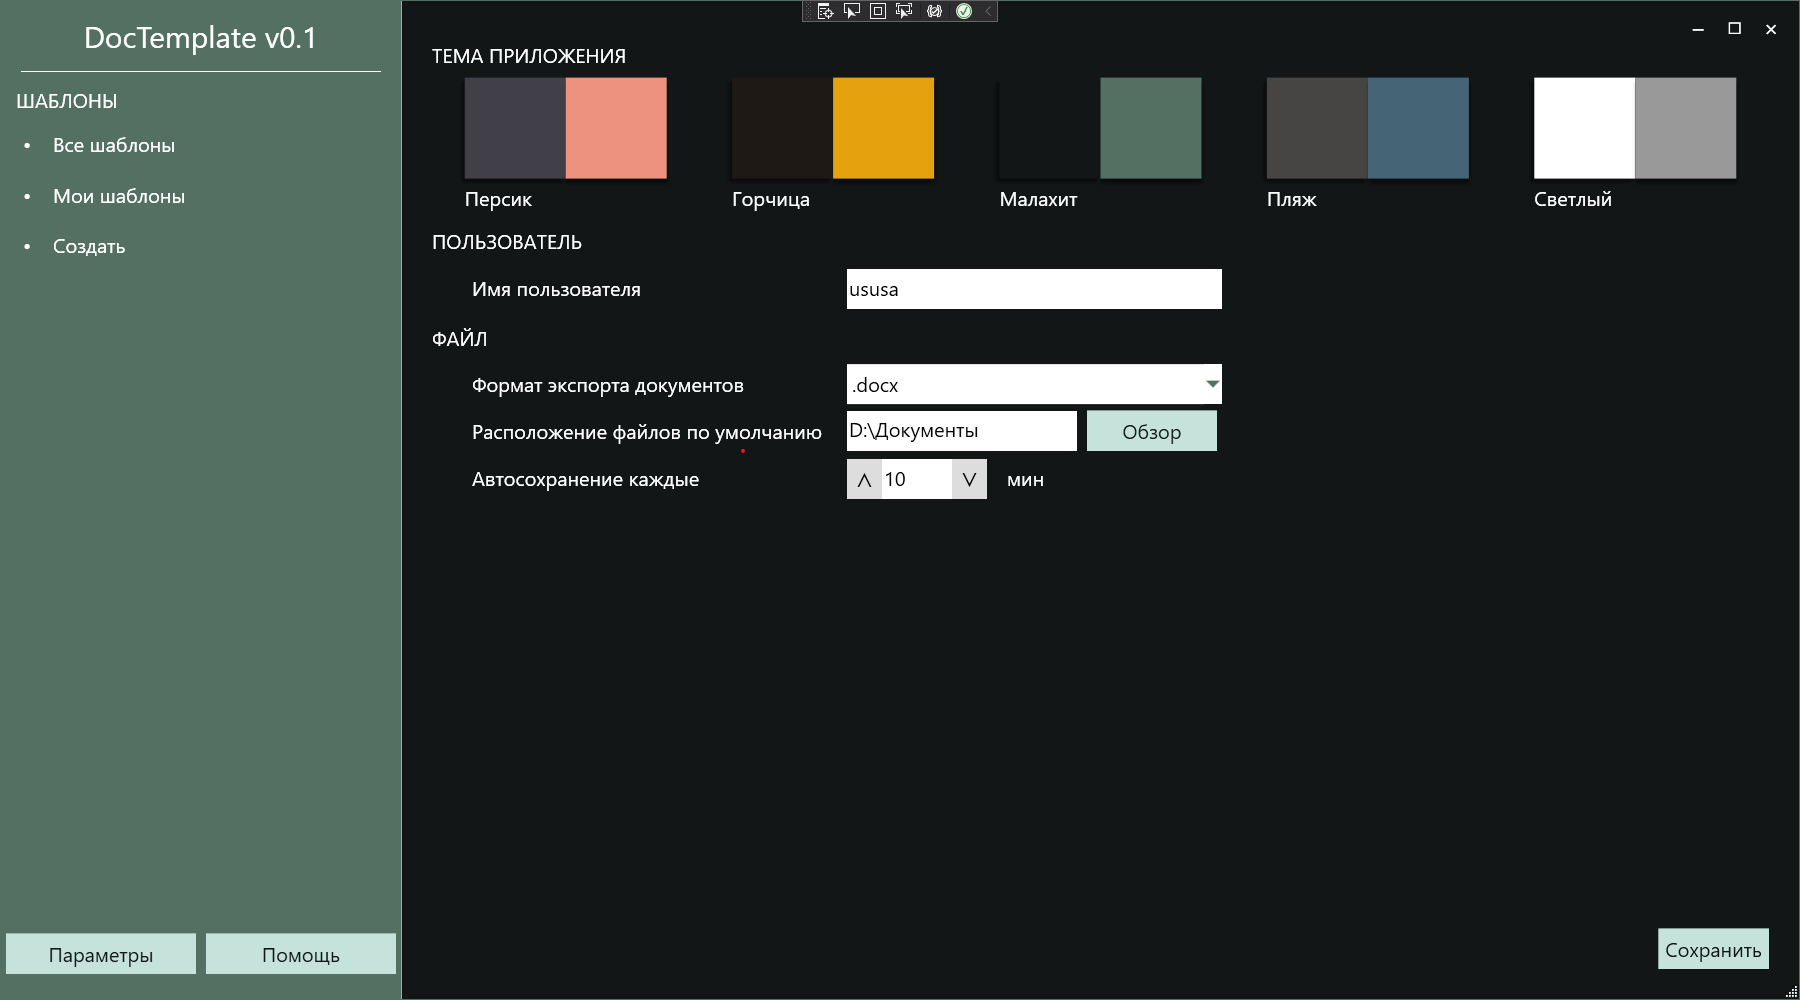 DocTemplate v0.1
ШАБЛОНЫ
• Все шаблоны
• Мои шаблоны
• Создать
Параметры
Помощь
ТЕМА ПРИЛОЖЕНИЯ
Персик
Горчица
Малахит
Пляж
Светлый
ПОЛЬЗОВАТЕЛЬ
Имя пользователя
ususa
ФАЙЛ
Формат экспорта документов
.docx
Расположение файлов по умолчанию
D:\Документы
Обзор
Автосохранение каждые
10
мин
Сохранить